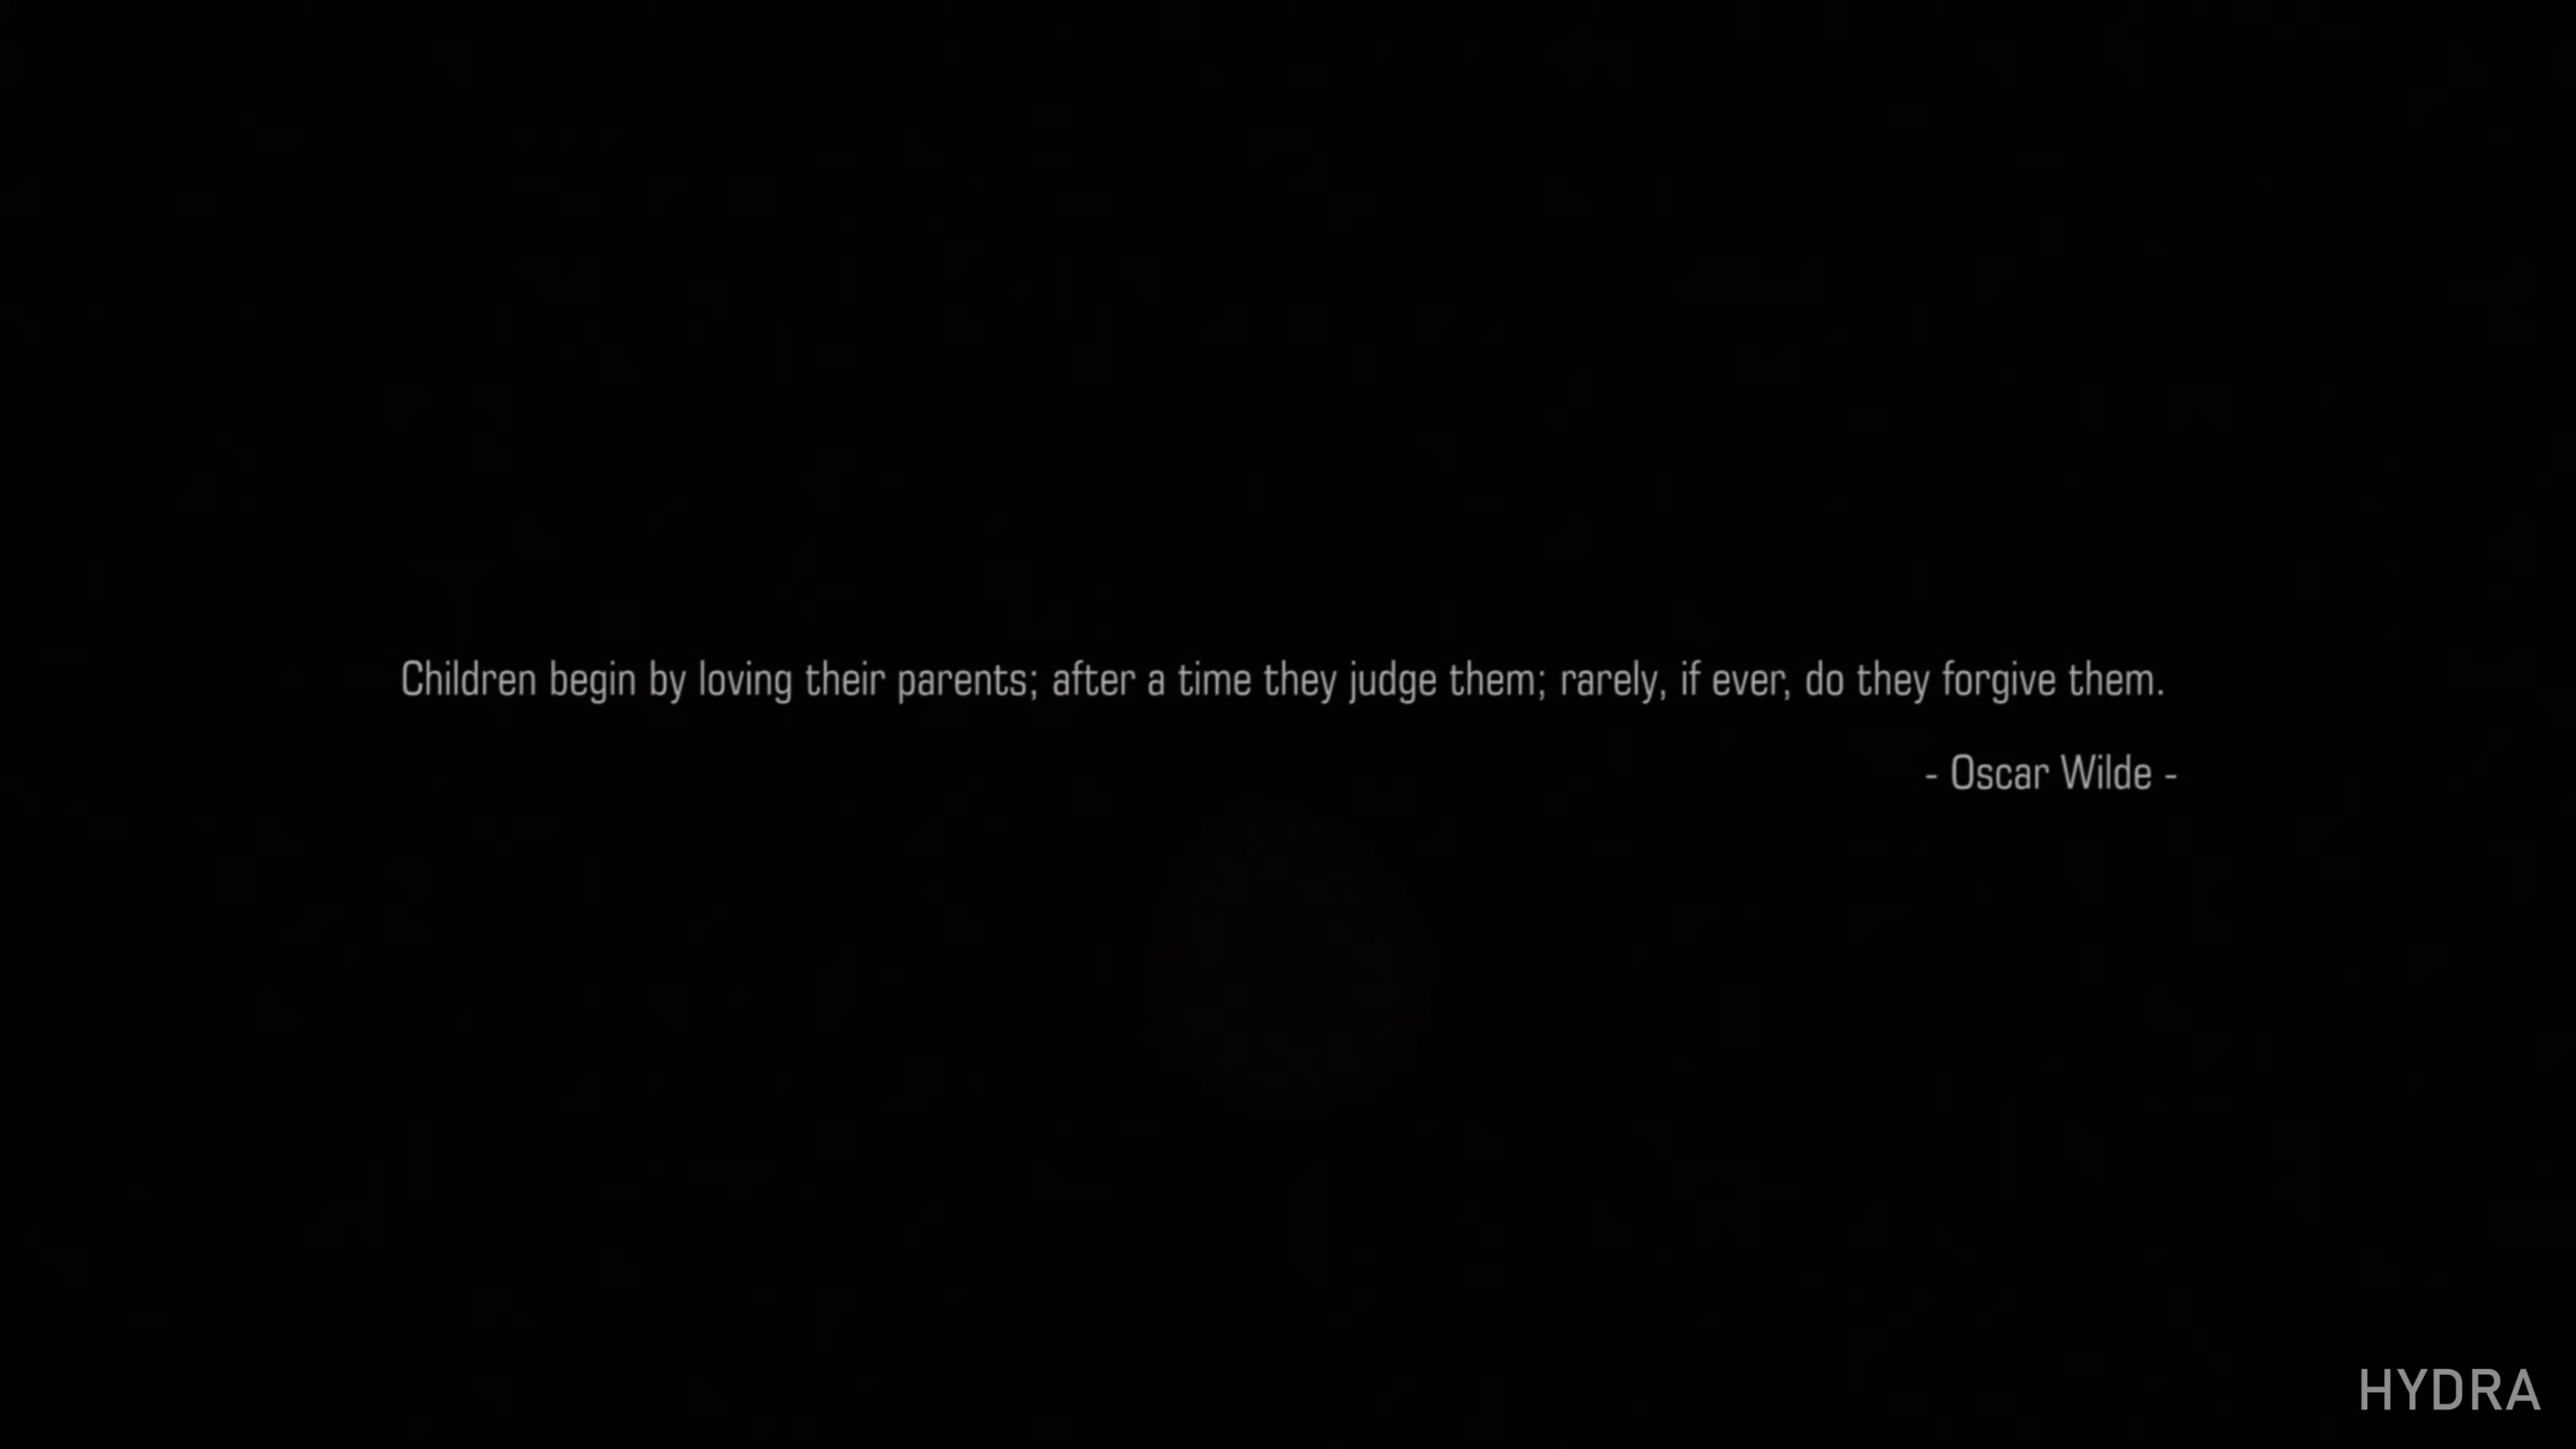 Children begin by loving their parents; after a time they judge them; rarely, if ever, do they forgive them.
- Oscar Wilde -
HYDRA